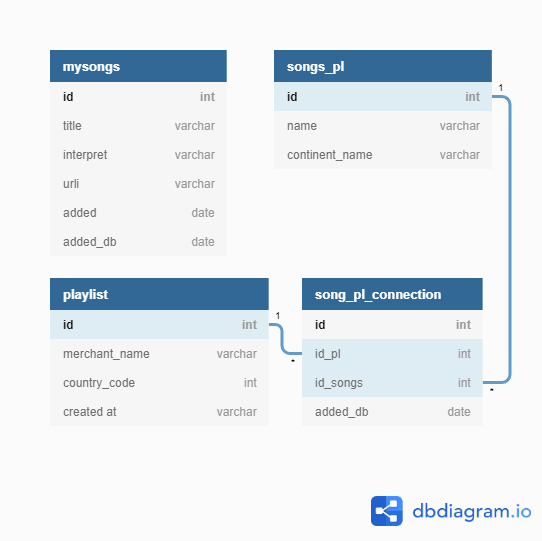 mysongs
id int
title varchar
interpret varchar
urli varchar
added date
added_db date
songs_pl
id int
name varchar
continent_name varchar
1
playlist
id int
merchant_name varchar
country_code int
created at varchar
1
*
song_pl_connection
id int
id_pl int
id_songs int
added_db date
*
dbdiagram.io